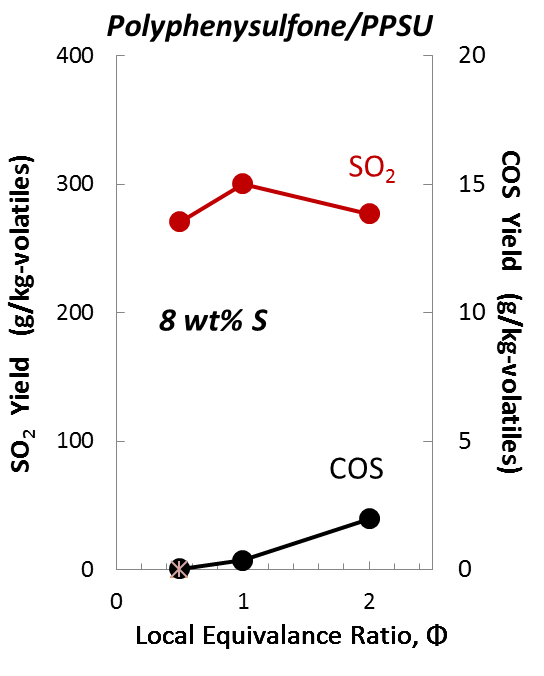 Polyphenysulfone/PPSU
400
300
200
100
0
20
15
10
5
0
SO2 Yield (g/kg-volatiles)
COS Yield (g/kg-volatiles)
SO2
8 wt% S
COS
0 1 2
Local Equivalance Ratio, Φ